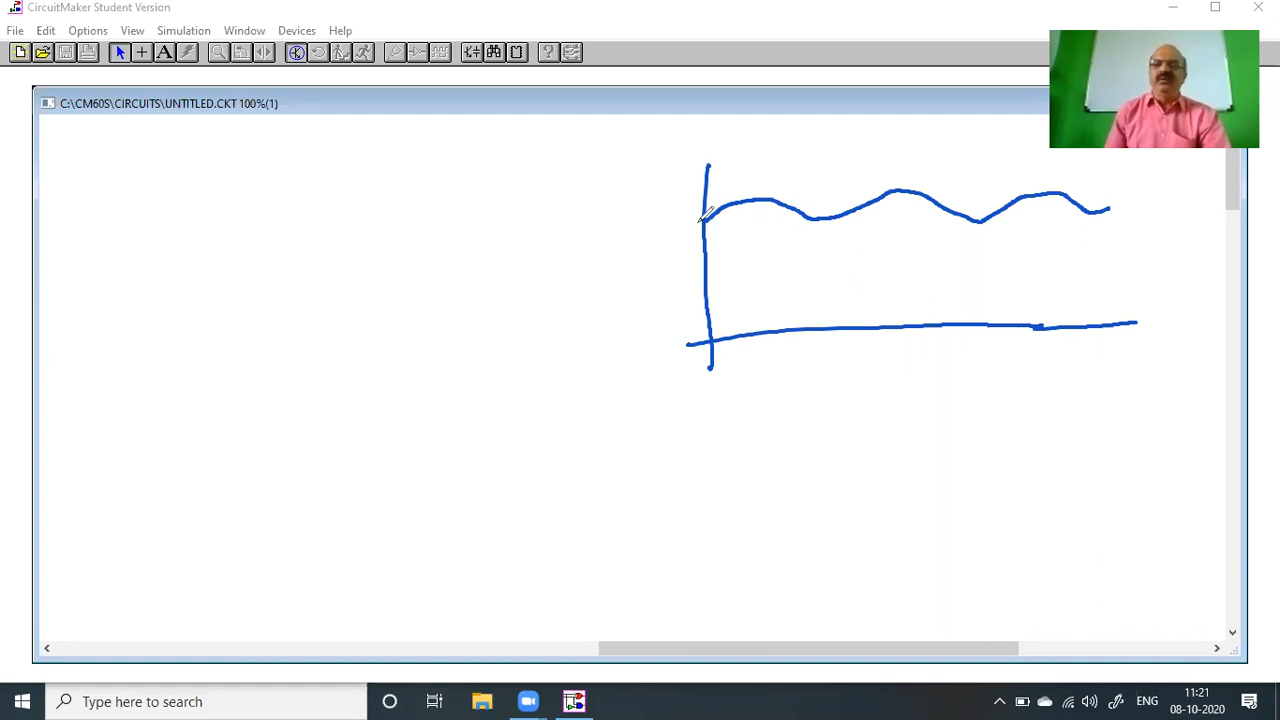 CircuitMaker Student Version
File Edit Options View Simulation Window Devices Help
C:\CM60S\CIRCUITS\UNTITLED.CKT 100%(1)
Type here to search
ENG
11:21
08-10-2020